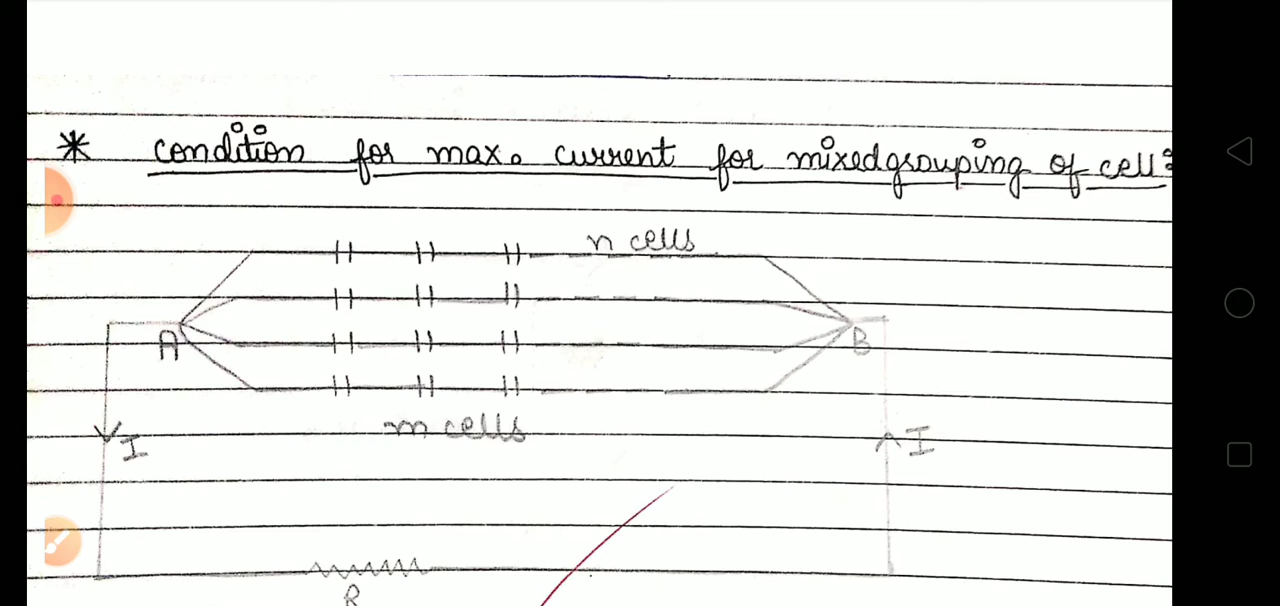 * condition for max. current for mixedgrouping of cell:
n cells
A
B
m cells
I
I
R